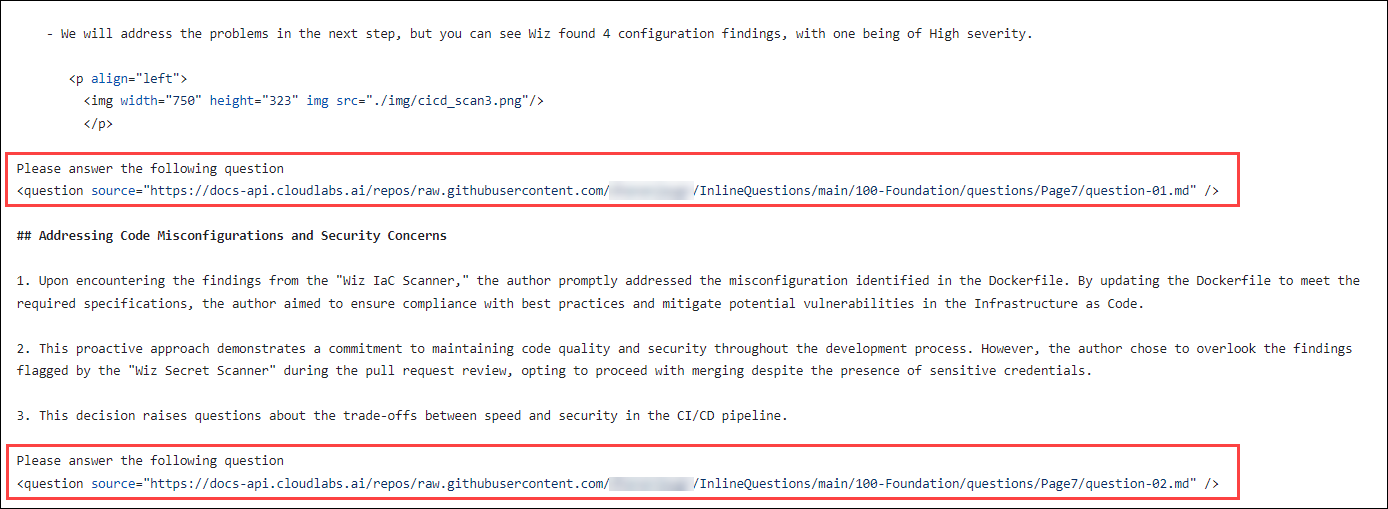 - We will address the problems in the next step, but you can see Wiz found 4 configuration findings, with one being of High severity.
<p align="left">
<img width="750" height="323" img src="./img/cicd_scan3.png"/>
</p>
Please answer the following question
<question source="https://docs-api.cloudlabs.ai/repos/raw.githubusercontent.com/ /InlineQuestions/main/100-Foundation/questions/Page7/question-01.md" />
## Addressing Code Misconfigurations and Security Concerns
1. Upon encountering the findings from the "Wiz IaC Scanner," the author promptly addressed the misconfiguration identified in the Dockerfile. By updating the Dockerfile to meet the
required specifications, the author aimed to ensure compliance with best practices and mitigate potential vulnerabilities in the Infrastructure as Code.
2. This proactive approach demonstrates a commitment to maintaining code quality and security throughout the development process. However, the author chose to overlook the findings
flagged by the "Wiz Secret Scanner" during the pull request review, opting to proceed with merging despite the presence of sensitive credentials.
3. This decision raises questions about the trade-offs between speed and security in the CI/CD pipeline.
Please answer the following question
<question source="https://docs-api.cloudlabs.ai/repos/raw.githubusercontent.com/ /InlineQuestions/main/100-Foundation/questions/Page7/question-02.md" />